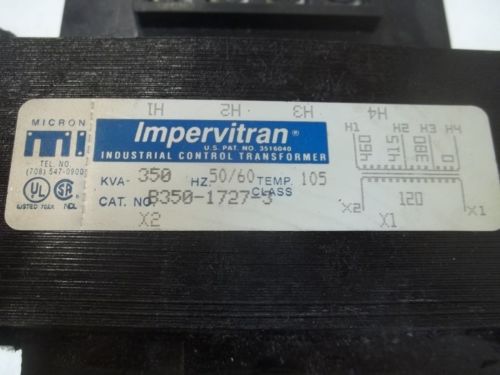 MICRON
TEL. NO.
(708) 547-0900
LISTED 702X
H1 H2 H3 H4
Impervitran®
U.S. PAT. NO. 3516040
INDUSTRIAL CONTROL TRANSFORMER
KVA- 350 HZ. 50/60 TEMP. CLASS 105
CAT. NO. B350-1727-3
X2 X1
H1 H2 H3 H4
460 415 380 0
120
X2 X1